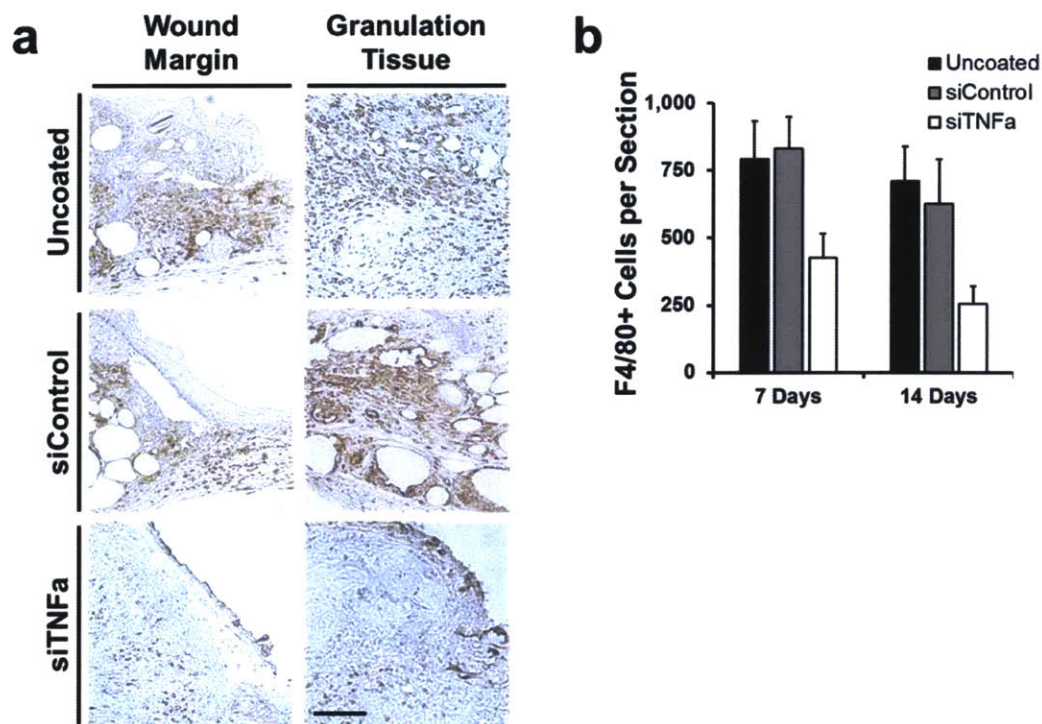 a
Wound
Margin
Granulation
Tissue
Uncoated
siControl
siTNFa
b
Uncoated
siControl
siTNFa
F4/80+ Cells per Section
1,000
750
500
250
0
7 Days
14 Days